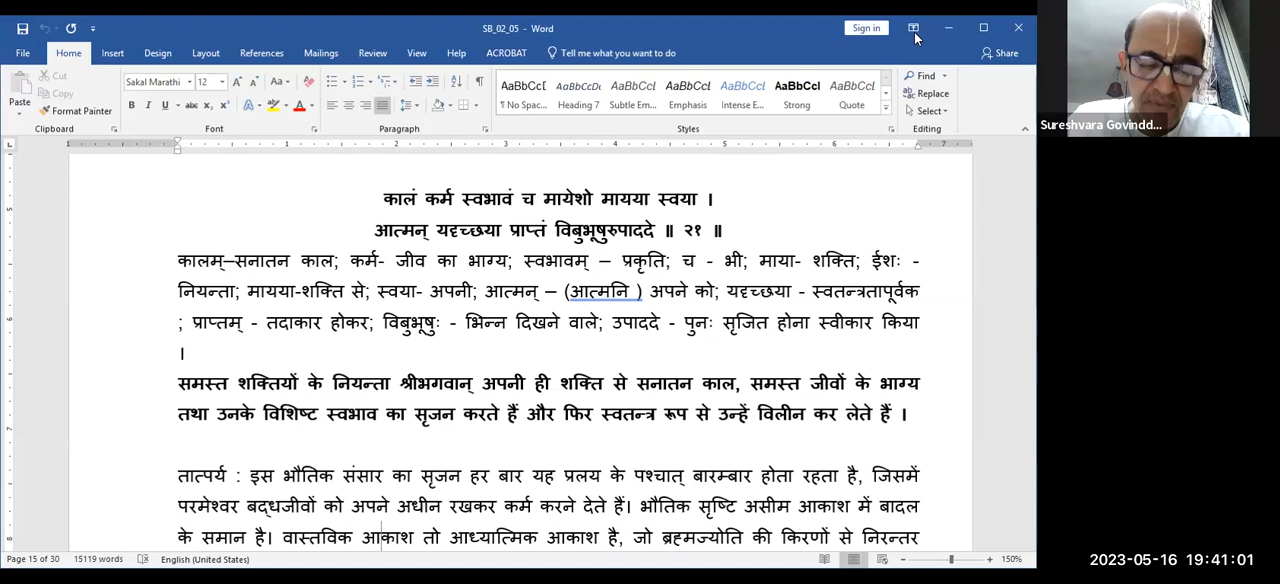 SB_02_05 - Word
Sign in
File Home Insert Design Layout References Mailings Review View Help ACROBAT Tell me what you want to do Share
Paste
Cut
Copy
Format Painter
Clipboard
Sakal Marathi 12
Font
Paragraph
AaBbCcD AaBbCcDc AaBbCcI AaBbCcI AaBbCcI AaBbCcl AaBbCcI
¶ No Spac... Heading 7 Subtle Em... Emphasis Intense E... Strong Quote
Styles
Find
Replace
Select
Editing
कालं कर्म स्वभावं च मायेशो मायया स्वया ।
आत्मन् यदृच्छया प्राप्तं विबुभूषुरुपाददे ॥ २१ ॥
कालम्—सनातन काल; कर्म- जीव का भाग्य; स्वभावम् – प्रकृति; च - भी; माया- शक्ति; ईशः -
नियन्ता; मायया-शक्ति से; स्वया- अपनी; आत्मन् – (आत्मनि ) अपने को; यदृच्छया - स्वतन्त्रतापूर्वक
; प्राप्तम् - तदाकार होकर; विबुभूषुः - भिन्न दिखने वाले; उपाददे - पुनः सृजित होना स्वीकार किया
।
समस्त शक्तियों के नियन्ता श्रीभगवान् अपनी ही शक्ति से सनातन काल, समस्त जीवों के भाग्य
तथा उनके विशिष्ट स्वभाव का सृजन करते हैं और फिर स्वतन्त्र रूप से उन्हें विलीन कर लेते हैं ।
तात्पर्य : इस भौतिक संसार का सृजन हर बार यह प्रलय के पश्चात् बारम्बार होता रहता है, जिसमें
परमेश्वर बद्धजीवों को अपने अधीन रखकर कर्म करने देते हैं। भौतिक सृष्टि असीम आकाश में बादल
के समान है। वास्तविक आकाश तो आध्यात्मिक आकाश है, जो ब्रह्मज्योति की किरणों से निरन्तर
Page 15 of 30 15119 words English (United States) 150%
Sureshvara Govindd...
2023-05-16 19:41:01